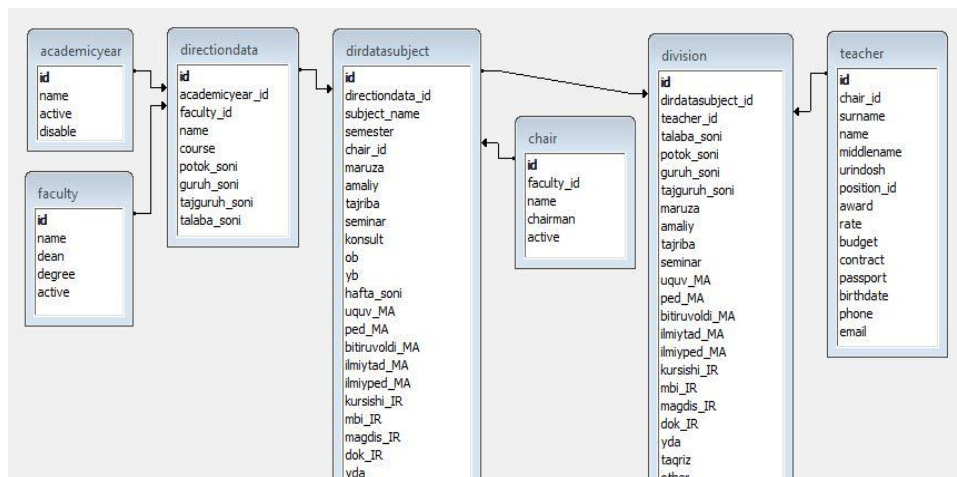 academicyear
id
name
active
disable
faculty
id
name
dean
degree
active
directiondata
id
academicyear_id
faculty_id
name
course
potok_soni
guruh_soni
tajguruh_soni
talaba_soni
dirdatasubject
id
directiondata_id
subject_name
semester
chair_id
maruza
amaliy
tajriba
seminar
konsult
ob
yb
hafta_soni
uquv_MA
ped_MA
bitiruvoldi_MA
ilmiytad_MA
ilmiyped_MA
kursishi_IR
mbi_IR
magdis_IR
dok_IR
yda
chair
id
faculty_id
name
chairman
active
division
id
dirdatasubject_id
teacher_id
talaba_soni
potok_soni
guruh_soni
tajguruh_soni
maruza
amaliy
tajriba
seminar
uquv_MA
ped_MA
bitiruvoldi_MA
ilmiytad_MA
ilmiyped_MA
kursishi_IR
mbi_IR
magdis_IR
dok_IR
yda
taqriz
other
teacher
id
chair_id
surname
name
middlename
urindosh
position_id
award
rate
budget
contract
passport
birthdate
phone
email